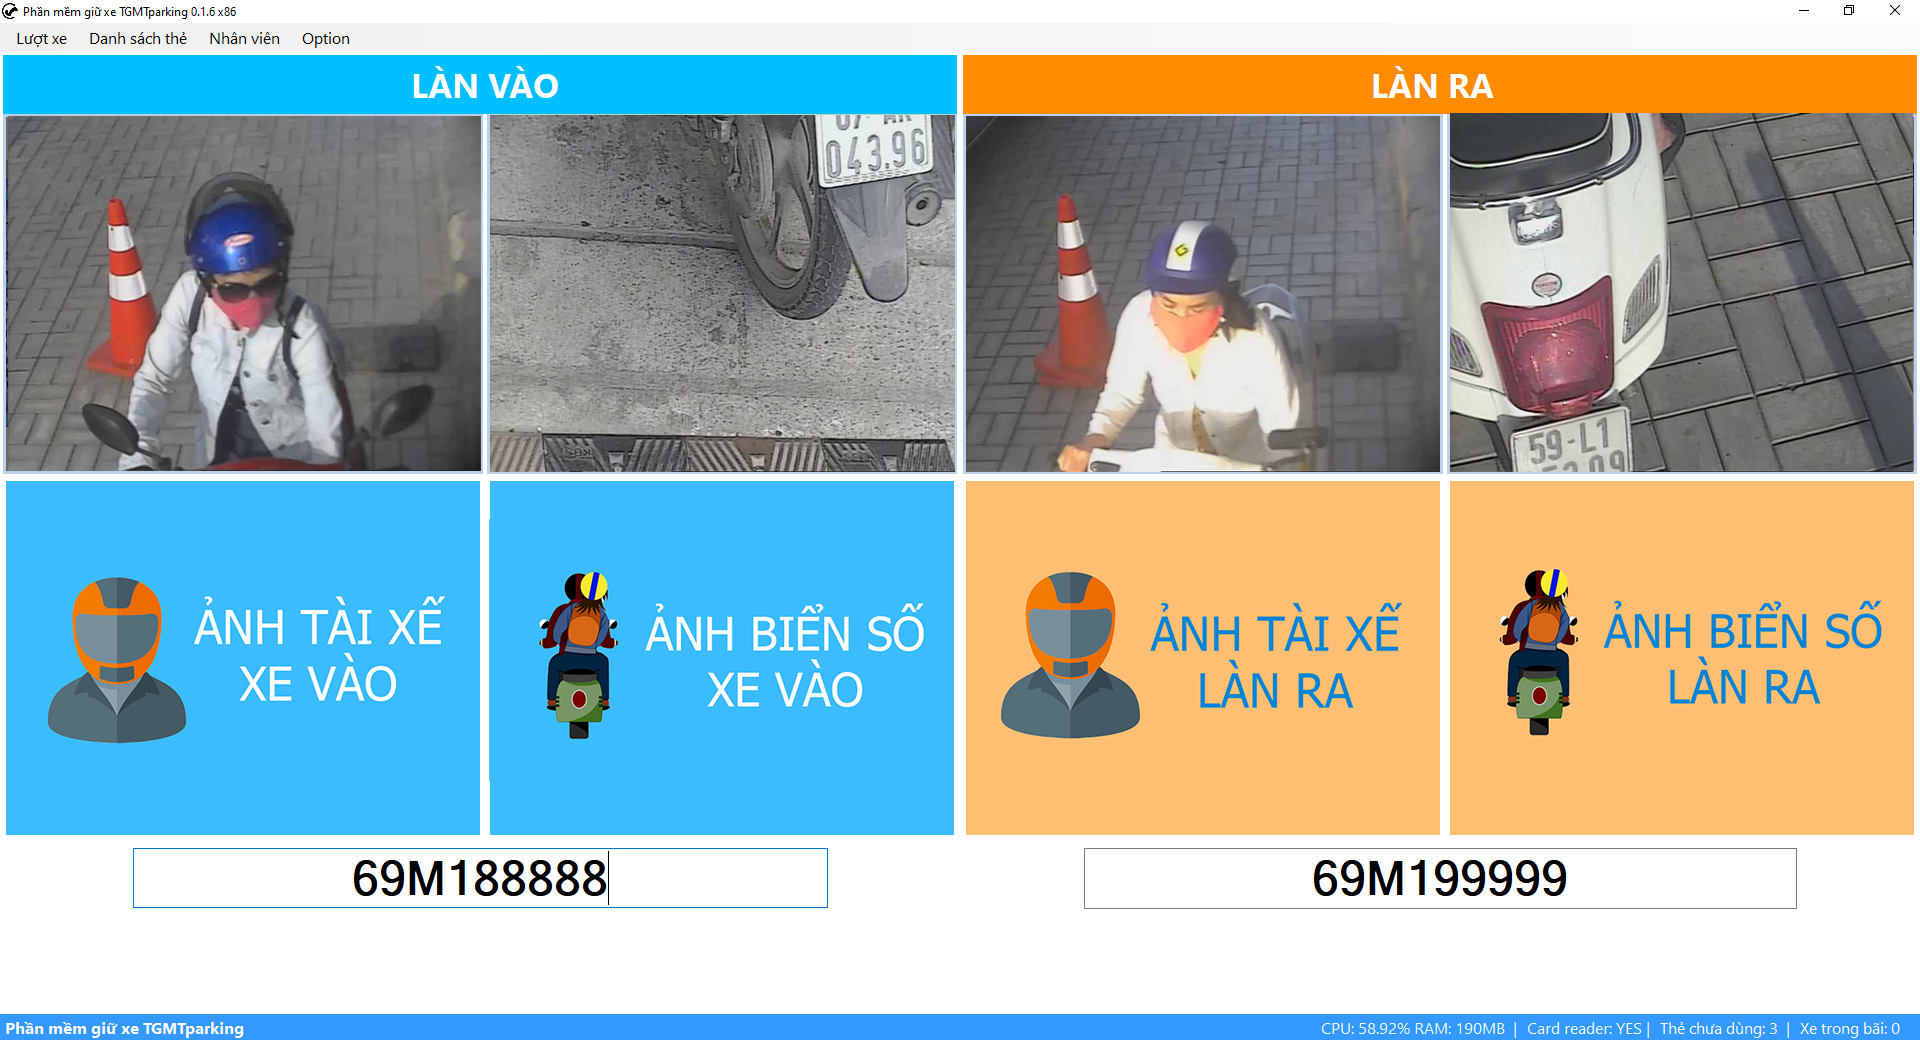 Phần mềm giữ xe TGMTparking 0.1.6 x86
Lượt xe Danh sách thẻ Nhân viên Option
LÀN VÀO
LÀN RA
043.96
59-L1
ẢNH TÀI XẾ
XE VÀO
ẢNH BIỂN SỐ
XE VÀO
ẢNH TÀI XẾ
LÀN RA
ẢNH BIỂN SỐ
LÀN RA
69M188888
69M199999
Phần mềm giữ xe TGMTparking
CPU: 58.92% RAM: 190MB | Card reader: YES | Thẻ chưa dùng: 3 | Xe trong bãi: 0